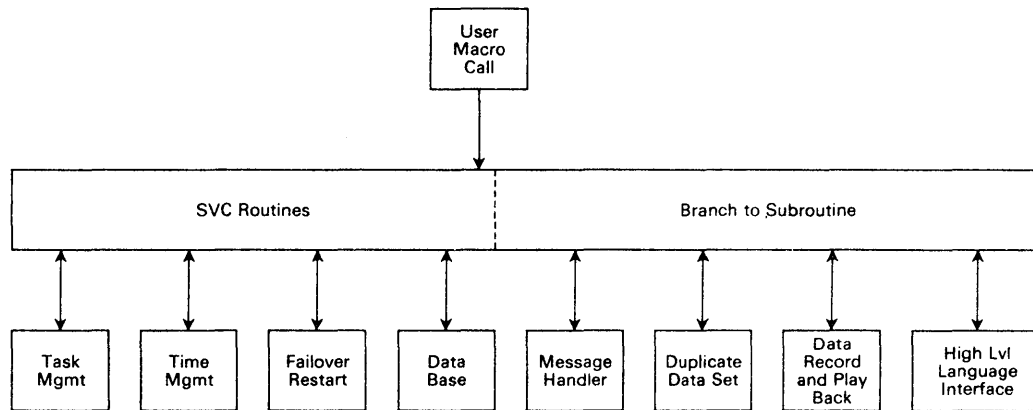 User
Macro
Call
SVC Routines
Branch to Subroutine
Task
Mgmt
Time
Mgmt
Failover
Restart
Data
Base
Message
Handler
Duplicate
Data Set
Data
Record
and Play
Back
High Lvl
Language
Interface